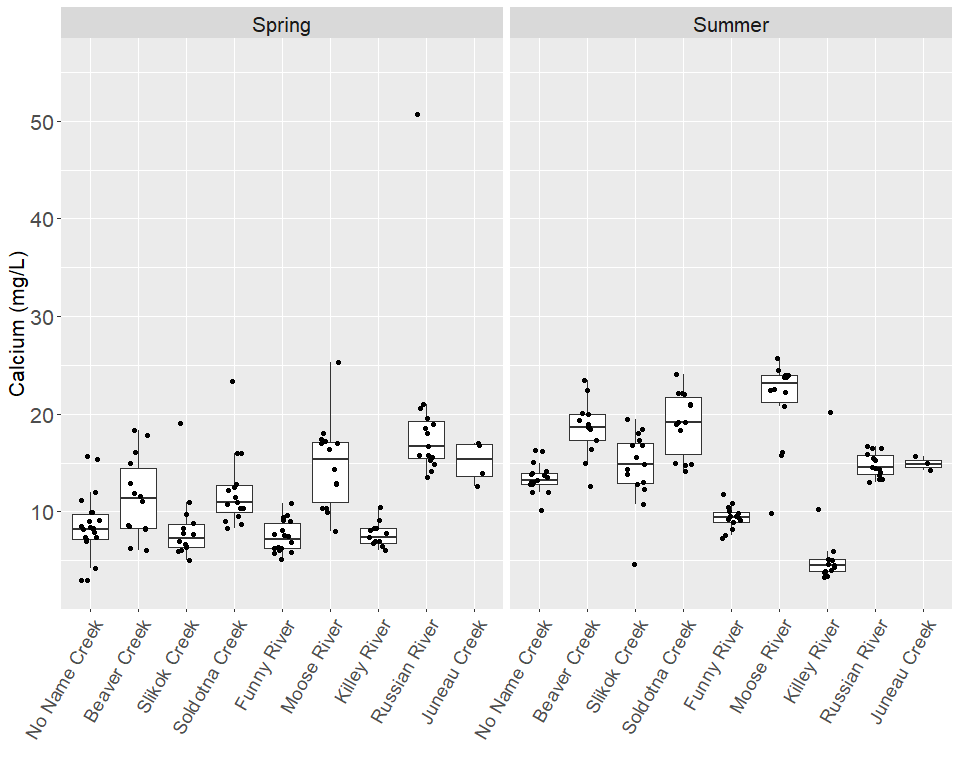 Spring
Summer
Calcium (mg/L)
50
40
30
20
10
No Name Creek
Beaver Creek
Slikok Creek
Soldotna Creek
Funny River
Moose River
Killey River
Russian River
Juneau Creek
No Name Creek
Beaver Creek
Slikok Creek
Soldotna Creek
Funny River
Moose River
Killey River
Russian River
Juneau Creek